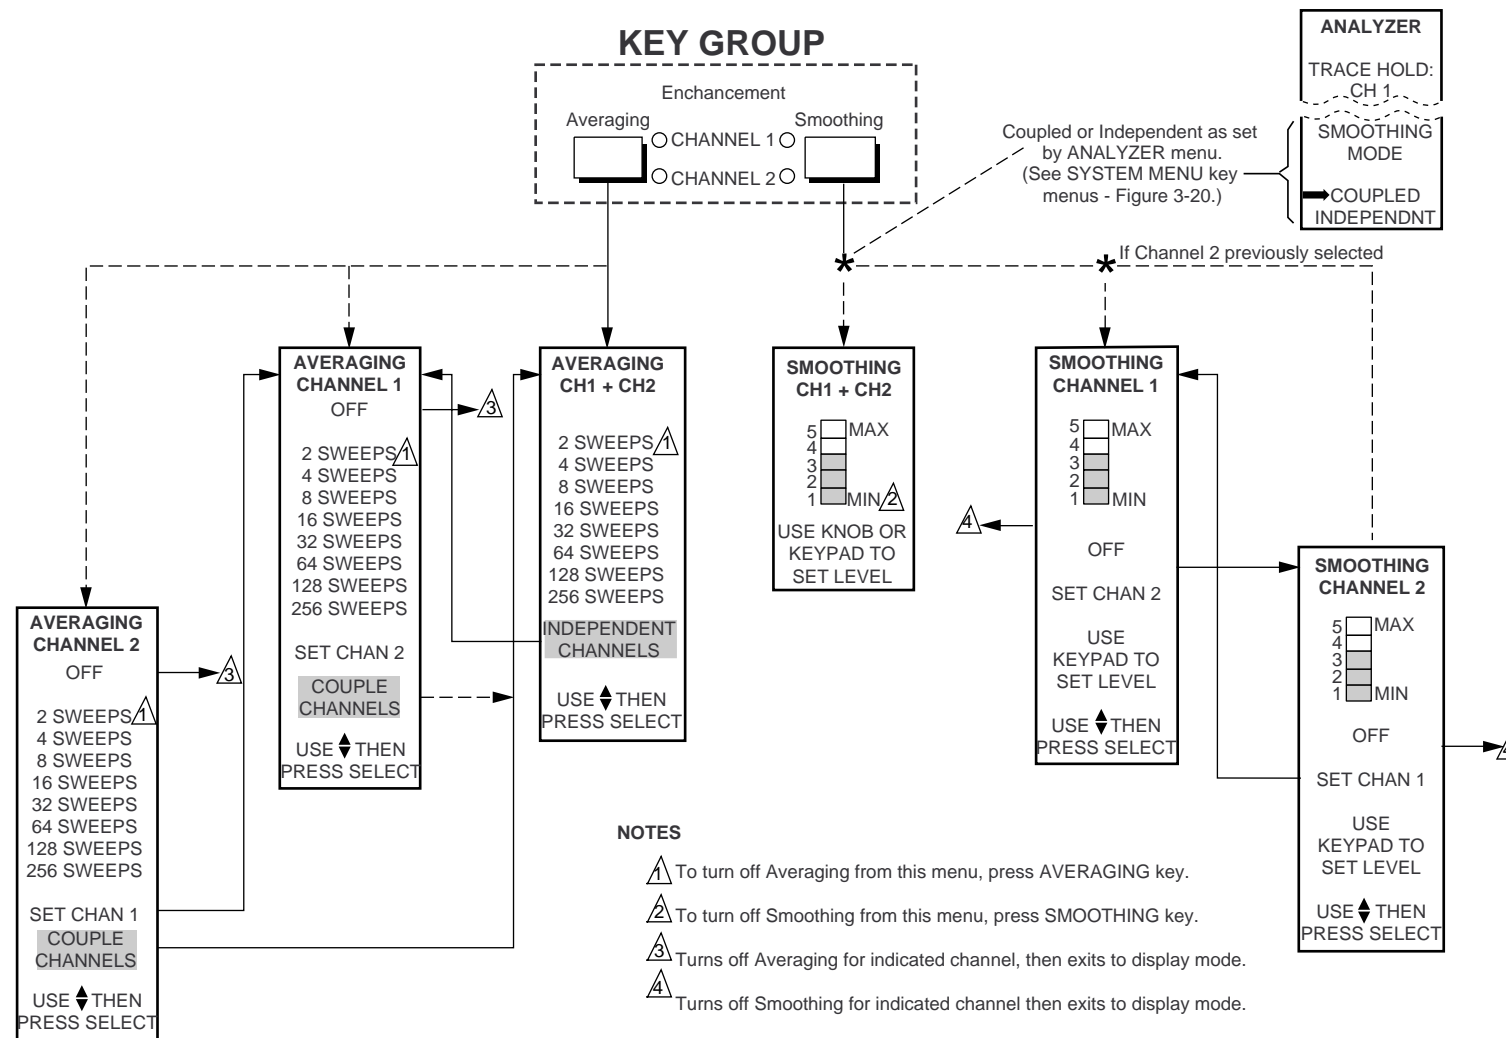 KEY GROUP
Enchancement
Averaging
Smoothing
CHANNEL 1
CHANNEL 2
Coupled or Independent as set
by ANALYZER menu.
(See SYSTEM MENU key
menus - Figure 3-20.)
ANALYZER
TRACE HOLD:
CH 1
SMOOTHING
MODE
COUPLED
INDEPENDNT
*
*
If Channel 2 previously selected
AVERAGING
CHANNEL 2
OFF
3
2 SWEEPS 1
4 SWEEPS
8 SWEEPS
16 SWEEPS
32 SWEEPS
64 SWEEPS
128 SWEEPS
256 SWEEPS
SET CHAN 1
COUPLE
CHANNELS
USE THEN
PRESS SELECT
AVERAGING
CHANNEL 1
OFF
3
2 SWEEPS 1
4 SWEEPS
8 SWEEPS
16 SWEEPS
32 SWEEPS
64 SWEEPS
128 SWEEPS
256 SWEEPS
SET CHAN 2
COUPLE
CHANNELS
USE THEN
PRESS SELECT
AVERAGING
CH1 + CH2
2 SWEEPS 1
4 SWEEPS
8 SWEEPS
16 SWEEPS
32 SWEEPS
64 SWEEPS
128 SWEEPS
256 SWEEPS
INDEPENDENT
CHANNELS
USE THEN
PRESS SELECT
SMOOTHING
CH1 + CH2
5 MAX
4
3
2
1 MIN 2
USE KNOB OR
KEYPAD TO
SET LEVEL
SMOOTHING
CHANNEL 1
5 MAX
4
3
2
1 MIN
4
OFF
SET CHAN 2
USE
KEYPAD TO
SET LEVEL
USE THEN
PRESS SELECT
SMOOTHING
CHANNEL 2
5 MAX
4
3
2
1 MIN
OFF
4
SET CHAN 1
USE
KEYPAD TO
SET LEVEL
USE THEN
PRESS SELECT
NOTES
1 To turn off Averaging from this menu, press AVERAGING key.
2 To turn off Smoothing from this menu, press SMOOTHING key.
3 Turns off Averaging for indicated channel, then exits to display mode.
4 Turns off Smoothing for indicated channel then exits to display mode.